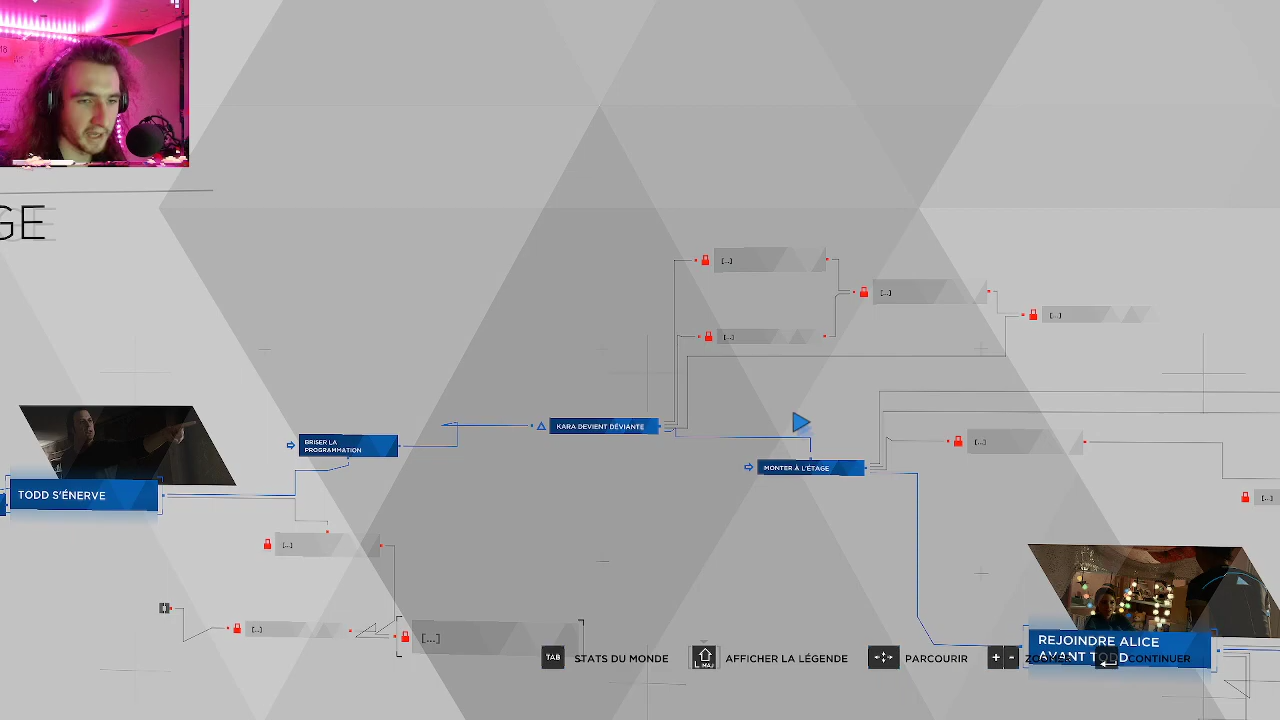 GE
[...]
[...]
[...]
[...]
KARA DEVIENT DÉVIANTE
BRISER LA
PROGRAMMATION
[...]
MONTER À L'ÉTAGE
TODD S'ÉNERVE
[...]
[...]
[...]
[...]
REJOINDRE ALICE
AVANT TODD
TAB STATS DU MONDE
MAJ AFFICHER LA LÉGENDE
PARCOURIR
+ -
CONTINUER